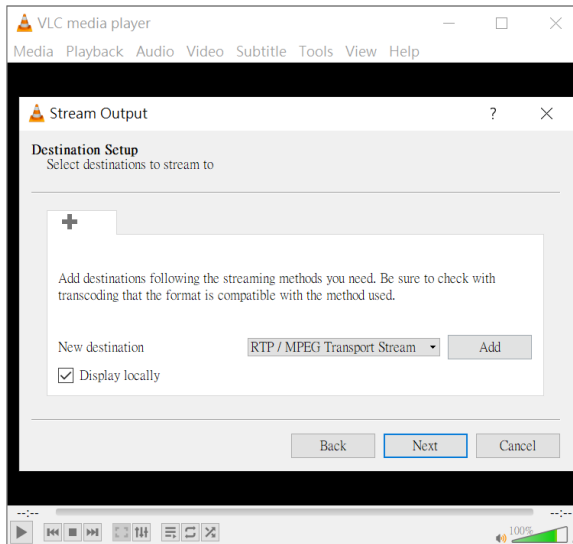 VLC media player
Media Playback Audio Video Subtitle Tools View Help
Stream Output
?
Destination Setup
Select destinations to stream to
Add destinations following the streaming methods you need. Be sure to check with
transcoding that the format is compatible with the method used.
New destination
RTP / MPEG Transport Stream
Add
Display locally
Back
Next
Cancel
--:--
--:--
100%